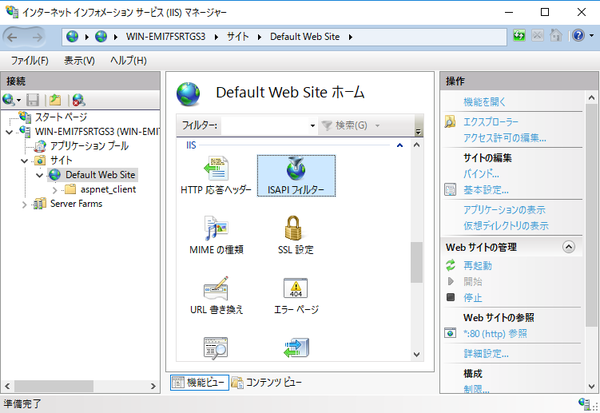 インターネット インフォメーション サービス (IIS) マネージャー
WIN-EMI7FSRTGS3 サイト Default Web Site
ファイル(F) 表示(V) ヘルプ(H)
接続
スタート ページ
WIN-EMI7FSRTGS3 (WIN-EMI7
アプリケーション プール
サイト
Default Web Site
aspnet_client
Server Farms
Default Web Site ホーム
フィルター: 検索(G)
IIS
HTTP 応答ヘッダー ISAPI フィルター
MIME の種類 SSL 設定
404
URL 書き換え エラー ページ
機能ビュー コンテンツ ビュー
操作
機能を開く
エクスプローラー
アクセス許可の編集...
サイトの編集
バインド...
基本設定...
アプリケーションの表示
仮想ディレクトリの表示
Web サイトの管理
再起動
開始
停止
Web サイトの参照
*:80 (http) 参照
詳細設定...
構成
制限...
準備完了